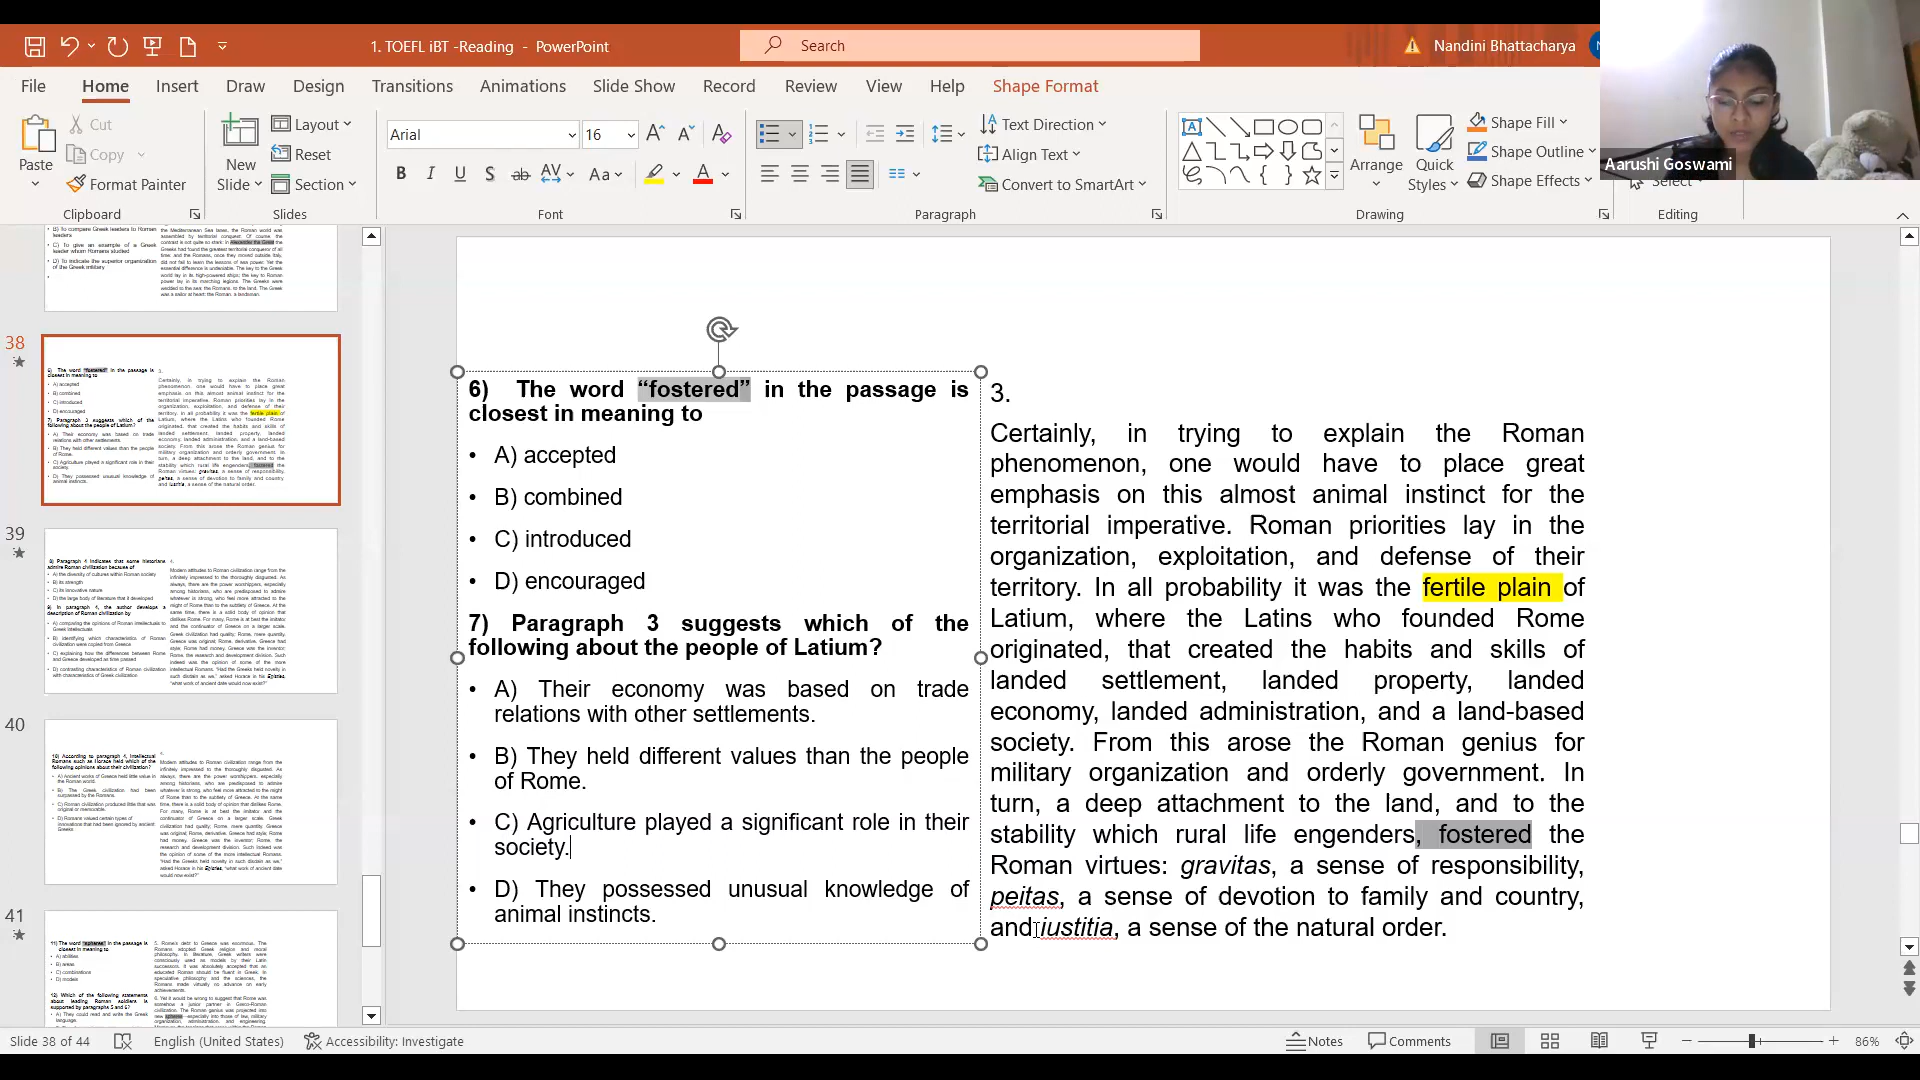 1. TOEFL iBT -Reading - PowerPoint
Search
Nandini Bhattacharya
File Home Insert Draw Design Transitions Animations Slide Show Record Review View Help Shape Format
Aarushi Goswami
Paste
Cut
Copy
Format Painter
Clipboard
New Slide
Layout
Reset
Section
Slides
Arial 16
Font
Text Direction
Align Text
Convert to SmartArt
Paragraph
Arrange
Quick Styles
Shape Fill
Shape Outline
Shape Effects
Drawing
Select
Editing
38
39
40
41
6) The word “fostered” in the passage is
closest in meaning to
• A) accepted
• B) combined
• C) introduced
• D) encouraged
7) Paragraph 3 suggests which of the
following about the people of Latium?
• A) Their economy was based on trade
relations with other settlements.
• B) They held different values than the people
of Rome.
• C) Agriculture played a significant role in their
society.
• D) They possessed unusual knowledge of
animal instincts.
3.
Certainly, in trying to explain the Roman
phenomenon, one would have to place great
emphasis on this almost animal instinct for the
territorial imperative. Roman priorities lay in the
organization, exploitation, and defense of their
territory. In all probability it was the fertile plain of
Latium, where the Latins who founded Rome
originated, that created the habits and skills of
landed settlement, landed property, landed
economy, landed administration, and a land-based
society. From this arose the Roman genius for
military organization and orderly government. In
turn, a deep attachment to the land, and to the
stability which rural life engenders, fostered the
Roman virtues: gravitas, a sense of responsibility,
peitas, a sense of devotion to family and country,
and iustitia, a sense of the natural order.
Slide 38 of 44
English (United States)
Accessibility: Investigate
Notes
Comments
86%